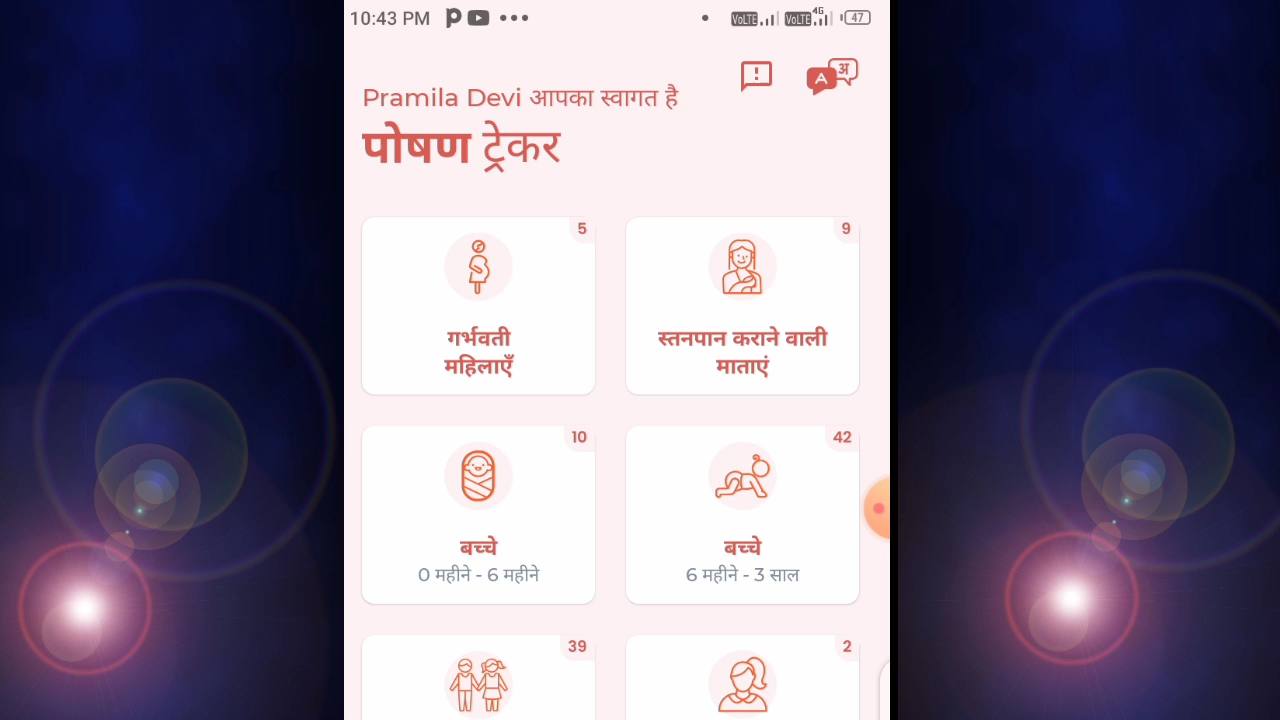 10:43 PM
VoLTE VoLTE 4G 47
A अ
Pramila Devi आपका स्वागत है
पोषण ट्रेकर
5
गर्भवती
महिलाएँ
9
स्तनपान कराने वाली
माताएं
10
बच्चे
0 महीने - 6 महीने
42
बच्चे
6 महीने - 3 साल
39
2